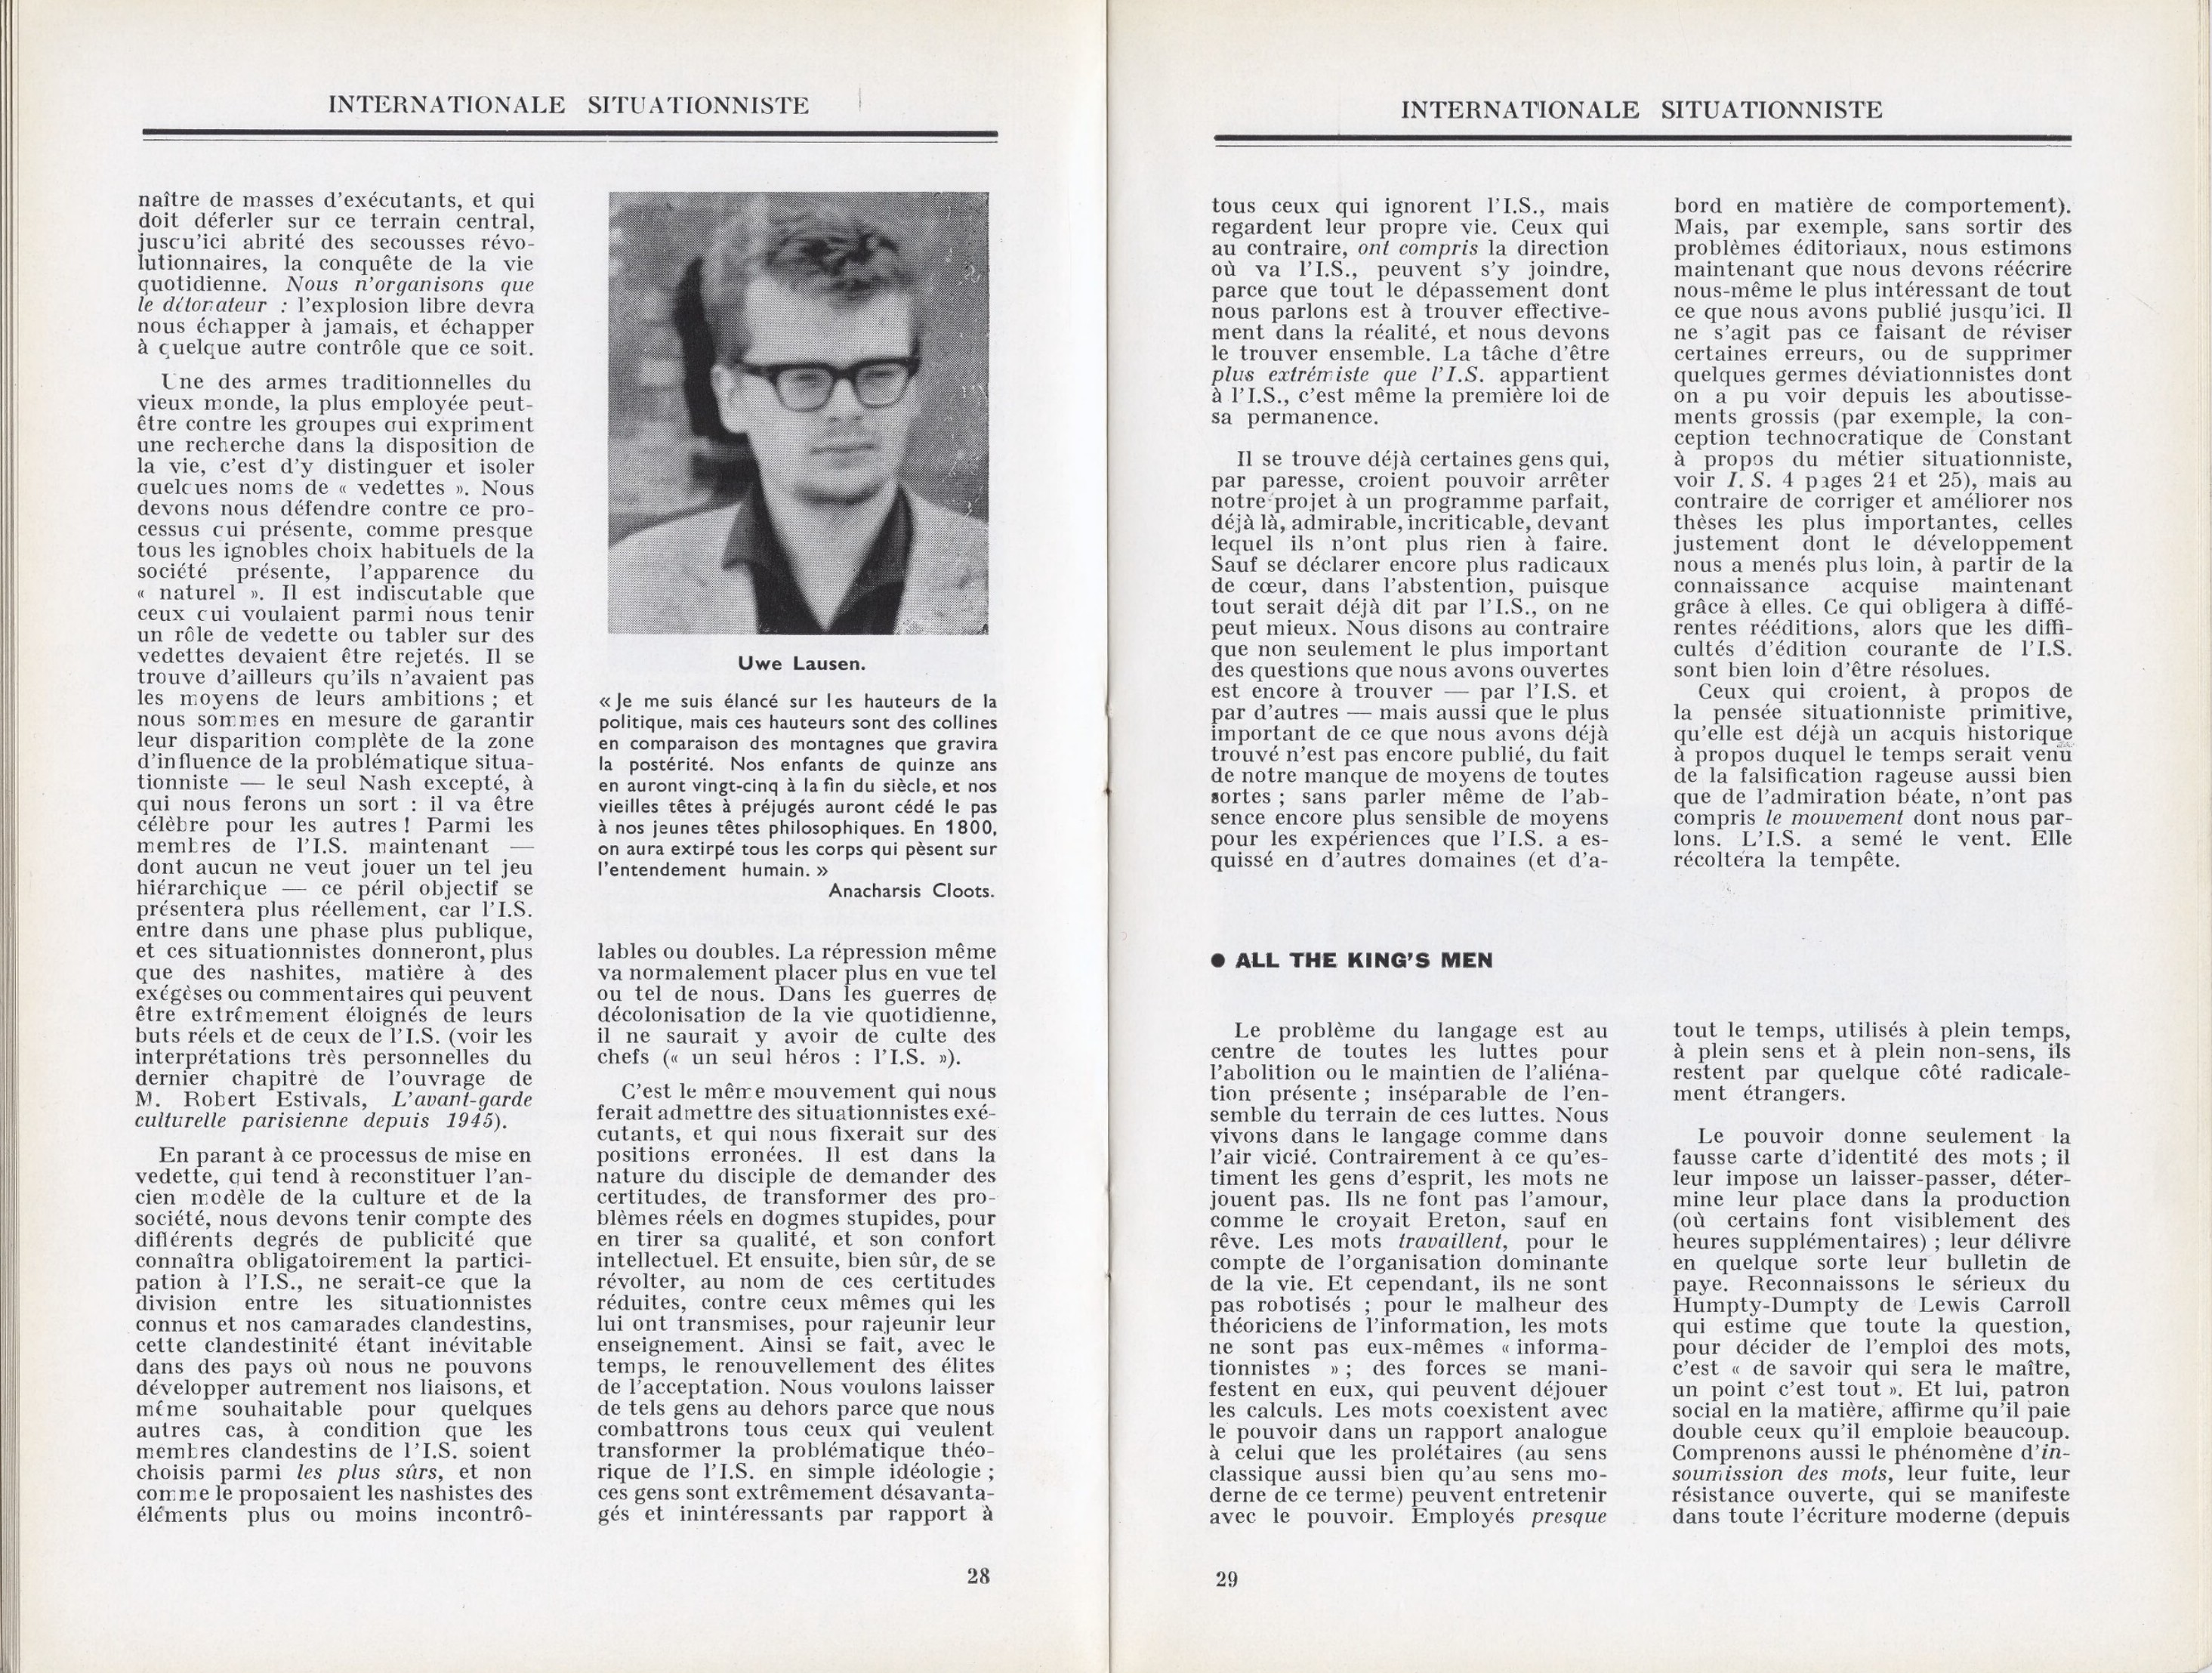 INTERNATIONALE SITUATIONNISTE
naître de masses d'exécutants, et qui
doit déferler sur ce terrain central,
jusqu'ici abrité des secousses révo-
lutionnaires, la conquête de la vie
quotidienne. Nous n'organisons que
le détonateur : l'explosion libre devra
nous échapper à jamais, et échapper
à quelque autre contrôle que ce soit.
Une des armes traditionnelles du
vieux monde, la plus employée peut-
être contre les groupes qui expriment
une recherche dans la disposition de
la vie, c'est d'y distinguer et isoler
quelques noms de « vedettes ». Nous
devons nous défendre contre ce pro-
cessus qui présente, comme presque
tous les ignobles choix habituels de la
société présente, l'apparence du
« naturel ». Il est indiscutable que
ceux qui voulaient parmi nous tenir
un rôle de vedette ou tabler sur des
vedettes devaient être rejetés. Il se
trouve d'ailleurs qu'ils n'avaient pas
les moyens de leurs ambitions ; et
nous sommes en mesure de garantir
leur disparition complète de la zone
d'influence de la problématique situa-
tionniste — le seul Nash excepté, à
qui nous ferons un sort : il va être
célèbre pour les autres ! Parmi les
membres de l'I.S. maintenant —
dont aucun ne veut jouer un tel jeu
hiérarchique — ce péril objectif se
présentera plus réellement, car l'I.S.
entre dans une phase plus publique,
et ces situationnistes donneront, plus
que des nashites, matière à des
exégèses ou commentaires qui peuvent
être extrêmement éloignés de leurs
buts réels et de ceux de l'I.S. (voir les
interprétations très personnelles du
dernier chapitre de l'ouvrage de
M. Robert Estivals, L'avant-garde
culturelle parisienne depuis 1945).
En parant à ce processus de mise en
vedette, qui tend à reconstituer l'an-
cien modèle de la culture et de la
société, nous devons tenir compte des
différents degrés de publicité que
connaîtra obligatoirement la partici-
pation à l'I.S., ne serait-ce que la
division entre les situationnistes
connus et nos camarades clandestins,
cette clandestinité étant inévitable
dans des pays où nous ne pouvons
développer autrement nos liaisons, et
même souhaitable pour quelques
autres cas, à condition que les
membres clandestins de l'I.S. soient
choisis parmi les plus sûrs, et non
comme le proposaient les nashistes des
éléments plus ou moins incontrô-
Uwe Lausen.
« Je me suis élancé sur les hauteurs de la
politique, mais ces hauteurs sont des collines
en comparaison des montagnes que gravira
la postérité. Nos enfants de quinze ans
en auront vingt-cinq à la fin du siècle, et nos
vieilles têtes à préjugés auront cédé le pas
à nos jeunes têtes philosophiques. En 1800,
on aura extirpé tous les corps qui pèsent sur
l'entendement humain. »
Anacharsis Cloots.
lables ou doubles. La répression même
va normalement placer plus en vue tel
ou tel de nous. Dans les guerres de
décolonisation de la vie quotidienne,
il ne saurait y avoir de culte des
chefs (« un seul héros : l'I.S. »).
C'est le même mouvement qui nous
ferait admettre des situationnistes exé-
cutants, et qui nous fixerait sur des
positions erronées. Il est dans la
nature du disciple de demander des
certitudes, de transformer des pro-
blèmes réels en dogmes stupides, pour
en tirer sa qualité, et son confort
intellectuel. Et ensuite, bien sûr, de se
révolter, au nom de ces certitudes
réduites, contre ceux mêmes qui les
lui ont transmises, pour rajeunir leur
enseignement. Ainsi se fait, avec le
temps, le renouvellement des élites
de l'acceptation. Nous voulons laisser
de tels gens au dehors parce que nous
combattrons tous ceux qui veulent
transformer la problématique théo-
rique de l'I.S. en simple idéologie ;
ces gens sont extrêmement désavanta-
gés et inintéressants par rapport à
28
INTERNATIONALE SITUATIONNISTE
tous ceux qui ignorent l'I.S., mais
regardent leur propre vie. Ceux qui
au contraire, ont compris la direction
où va l'I.S., peuvent s'y joindre,
parce que tout le dépassement dont
nous parlons est à trouver effective-
ment dans la réalité, et nous devons
le trouver ensemble. La tâche d'être
plus extrémiste que l'I.S. appartient
à l'I.S., c'est même la première loi de
sa permanence.
Il se trouve déjà certaines gens qui,
par paresse, croient pouvoir arrêter
notre projet à un programme parfait,
déjà là, admirable, incriticable, devant
lequel ils n'ont plus rien à faire.
Sauf se déclarer encore plus radicaux
de cœur, dans l'abstention, puisque
tout serait déjà dit par l'I.S., on ne
peut mieux. Nous disons au contraire
que non seulement le plus important
des questions que nous avons ouvertes
est encore à trouver — par l'I.S. et
par d'autres — mais aussi que le plus
important de ce que nous avons déjà
trouvé n'est pas encore publié, du fait
de notre manque de moyens de toutes
sortes ; sans parler même de l'ab-
sence encore plus sensible de moyens
pour les expériences que l'I.S. a es-
quissé en d'autres domaines (et d'a-
bord en matière de comportement).
Mais, par exemple, sans sortir des
problèmes éditoriaux, nous estimons
maintenant que nous devons réécrire
nous-même le plus intéressant de tout
ce que nous avons publié jusqu'ici. Il
ne s'agit pas ce faisant de réviser
certaines erreurs, ou de supprimer
quelques germes déviationnistes dont
on a pu voir depuis les aboutisse-
ments grossis (par exemple, la con-
ception technocratique de Constant
à propos du métier situationniste,
voir I. S. 4 pages 24 et 25), mais au
contraire de corriger et améliorer nos
thèses les plus importantes, celles
justement dont le développement
nous a menés plus loin, à partir de la
connaissance acquise maintenant
grâce à elles. Ce qui obligera à diffé-
rentes rééditions, alors que les diffi-
cultés d'édition courante de l'I.S.
sont bien loin d'être résolues.
Ceux qui croient, à propos de
la pensée situationniste primitive,
qu'elle est déjà un acquis historique
à propos duquel le temps serait venu
de la falsification rageuse aussi bien
que de l'admiration béate, n'ont pas
compris le mouvement dont nous par-
lons. L'I.S. a semé le vent. Elle
récoltera la tempête.
● ALL THE KING'S MEN
Le problème du langage est au
centre de toutes les luttes pour
l'abolition ou le maintien de l'aliéna-
tion présente ; inséparable de l'en-
semble du terrain de ces luttes. Nous
vivons dans le langage comme dans
l'air vicié. Contrairement à ce qu'es-
timent les gens d'esprit, les mots ne
jouent pas. Ils ne font pas l'amour,
comme le croyait Breton, sauf en
rêve. Les mots travaillent, pour le
compte de l'organisation dominante
de la vie. Et cependant, ils ne sont
pas robotisés ; pour le malheur des
théoriciens de l'information, les mots
ne sont pas eux-mêmes « informa-
tionnistes » ; des forces se mani-
festent en eux, qui peuvent déjouer
les calculs. Les mots coexistent avec
le pouvoir dans un rapport analogue
à celui que les prolétaires (au sens
classique aussi bien qu'au sens mo-
derne de ce terme) peuvent entretenir
avec le pouvoir. Employés presque
tout le temps, utilisés à plein temps,
à plein sens et à plein non-sens, ils
restent par quelque côté radicale-
ment étrangers.
Le pouvoir donne seulement la
fausse carte d'identité des mots ; il
leur impose un laisser-passer, déter-
mine leur place dans la production
(où certains font visiblement des
heures supplémentaires) ; leur délivre
en quelque sorte leur bulletin de
paye. Reconnaissons le sérieux du
Humpty-Dumpty de Lewis Carroll
qui estime que toute la question,
pour décider de l'emploi des mots,
c'est « de savoir qui sera le maître,
un point c'est tout ». Et lui, patron
social en la matière, affirme qu'il paie
double ceux qu'il emploie beaucoup.
Comprenons aussi le phénomène d'in-
soumission des mots, leur fuite, leur
résistance ouverte, qui se manifeste
dans toute l'écriture moderne (depuis
29